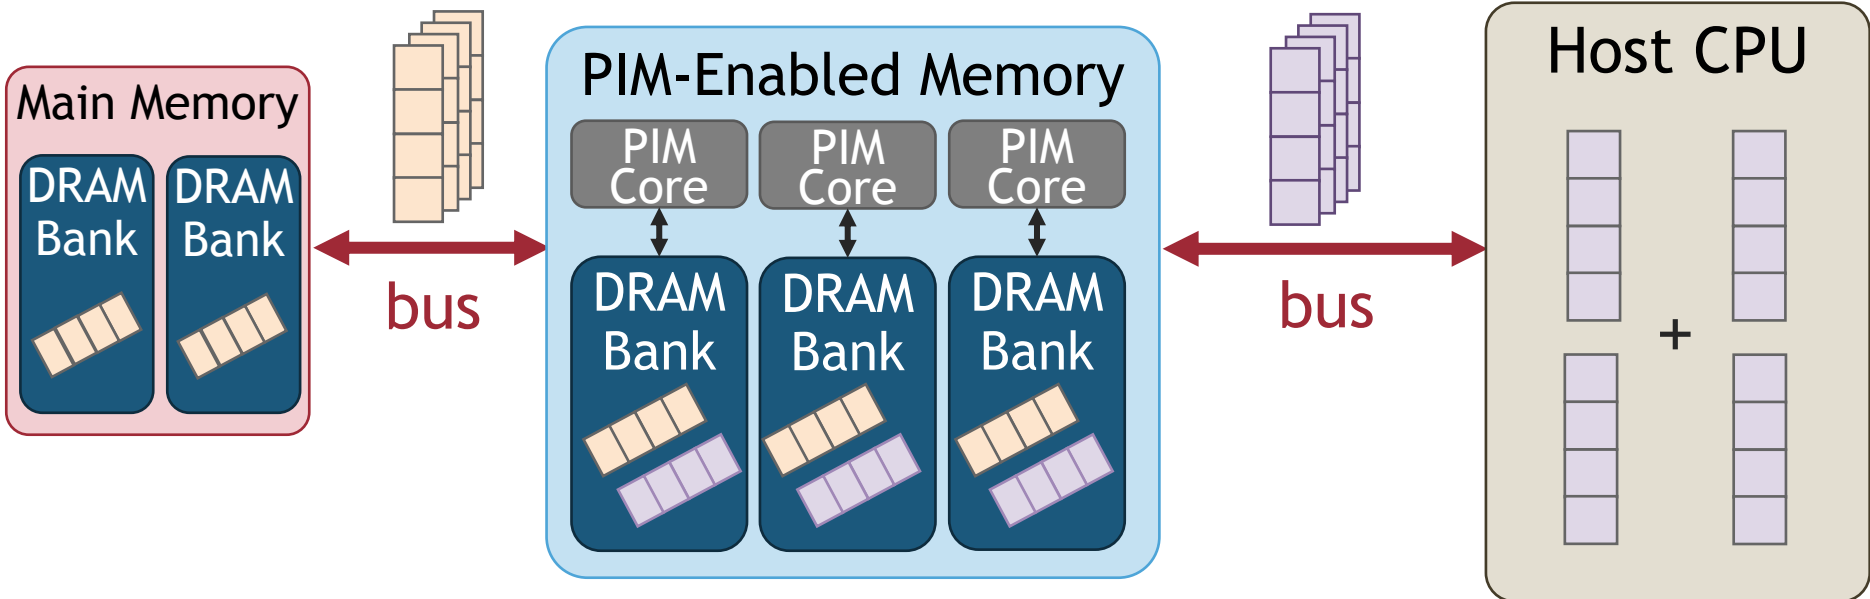 Main Memory
DRAM
Bank
DRAM
Bank
bus
PIM-Enabled Memory
PIM
Core
PIM
Core
PIM
Core
DRAM
Bank
DRAM
Bank
DRAM
Bank
bus
Host CPU
+